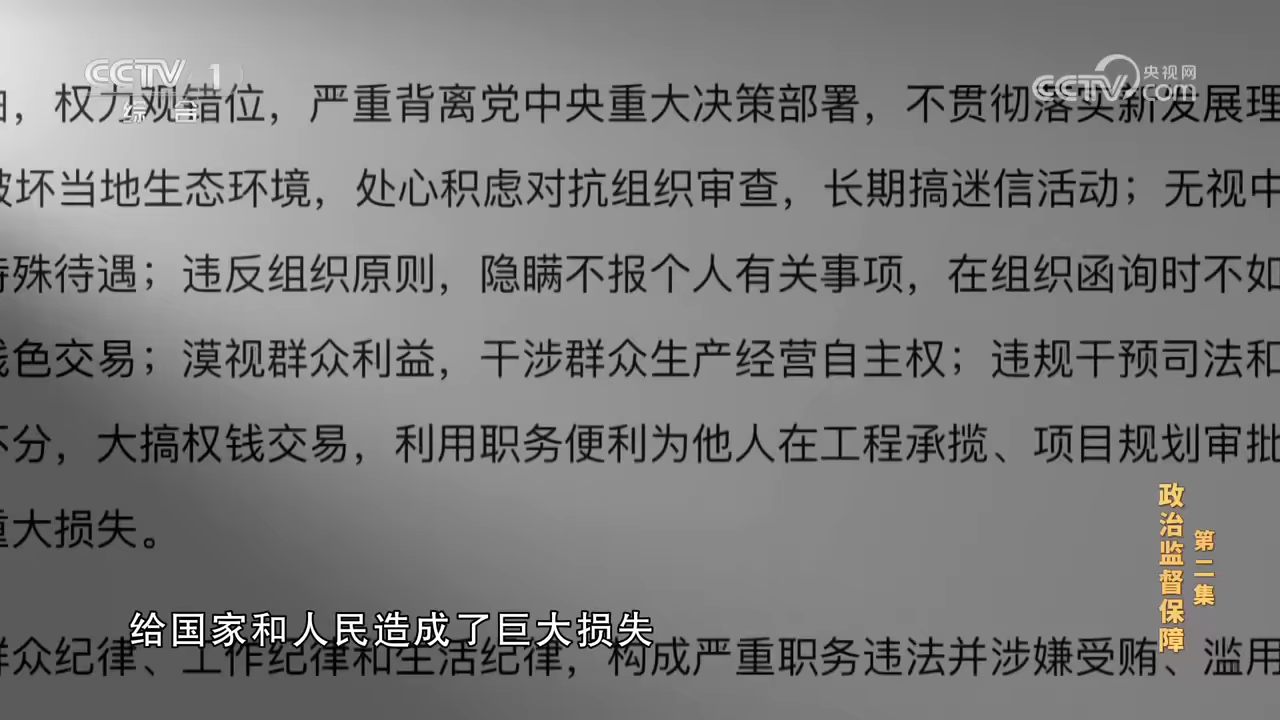 CCTV 1
综合
央视网
CCTV.com
，权力观错位，严重背离党中央重大决策部署，不贯彻落实新发展理
破坏当地生态环境，处心积虑对抗组织审查，长期搞迷信活动；无视中
特殊待遇；违反组织原则，隐瞒不报个人有关事项，在组织函询时不如
钱色交易；漠视群众利益，干涉群众生产经营自主权；违规干预司法和
不分，大搞权钱交易，利用职务便利为他人在工程承揽、项目规划审批
重大损失。
群众纪律、工作纪律和生活纪律，构成严重职务违法并涉嫌受贿、滥用
给国家和人民造成了巨大损失
第二集
政治监督保障